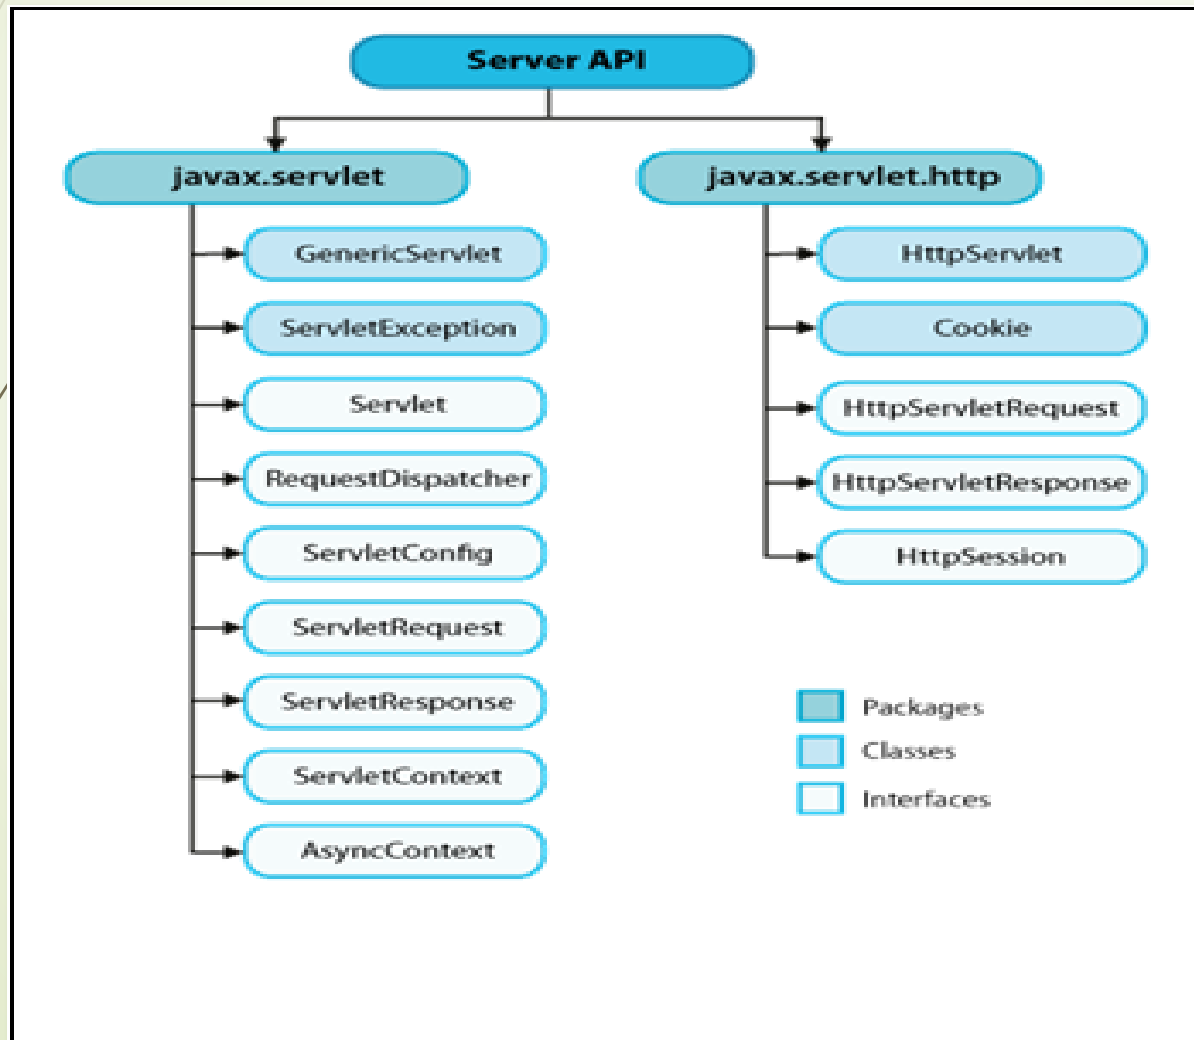 Server API
javax.servlet
GenericServlet
ServletException
Servlet
RequestDispatcher
ServletConfig
ServletRequest
ServletResponse
ServletContext
AsyncContext
javax.servlet.http
HttpServlet
Cookie
HttpServletRequest
HttpServletResponse
HttpSession
Packages
Classes
Interfaces